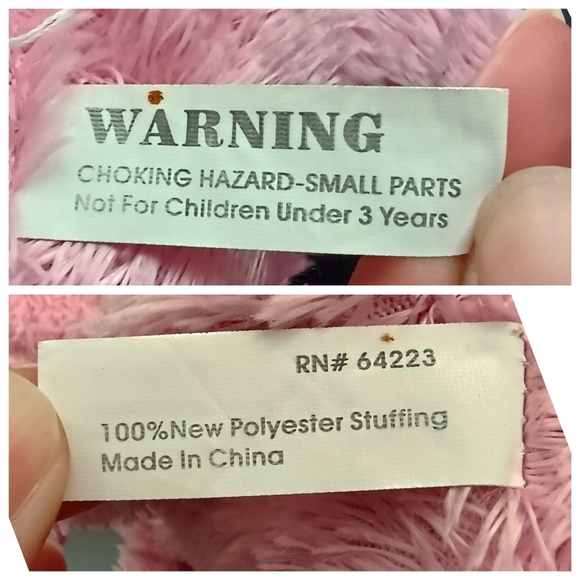 WARNING
CHOKING HAZARD-SMALL PARTS
Not For Children Under 3 Years
RN# 64223
100%New Polyester Stuffing
Made In China